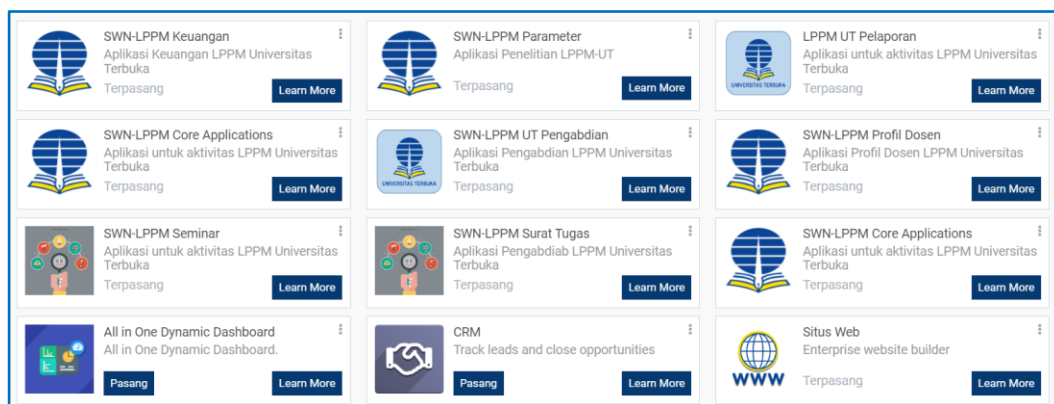 SWN-LPPM Keuangan
Aplikasi Keuangan LPPM Universitas
Terbuka
Terpasang
Learn More
SWN-LPPM Parameter
Aplikasi Penelitian LPPM-UT
Terpasang
Learn More
UNIVERSITAS TERBUKA
LPPM UT Pelaporan
Aplikasi untuk aktivitas LPPM Universitas
Terbuka
Terpasang
Learn More
SWN-LPPM Core Applications
Aplikasi untuk aktivitas LPPM Universitas
Terbuka
Terpasang
Learn More
UNIVERSITAS TERBUKA
SWN-LPPM UT Pengabdian
Aplikasi Pengabdian LPPM Universitas
Terbuka
Terpasang
Learn More
SWN-LPPM Profil Dosen
Aplikasi Profil Dosen LPPM Universitas
Terbuka
Terpasang
Learn More
SWN-LPPM Seminar
Aplikasi untuk aktivitas LPPM Universitas
Terbuka
Terpasang
Learn More
SWN-LPPM Surat Tugas
Aplikasi Pengabdiab LPPM Universitas
Terbuka
Terpasang
Learn More
SWN-LPPM Core Applications
Aplikasi untuk aktivitas LPPM Universitas
Terbuka
Terpasang
Learn More
All in One Dynamic Dashboard
All in One Dynamic Dashboard.
Pasang
Learn More
CRM
Track leads and close opportunities
Pasang
Learn More
WWW
Situs Web
Enterprise website builder
Terpasang
Learn More